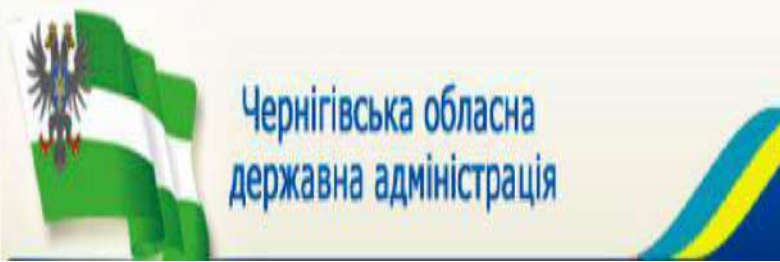 Чернігівська обласна
державна адміністрація